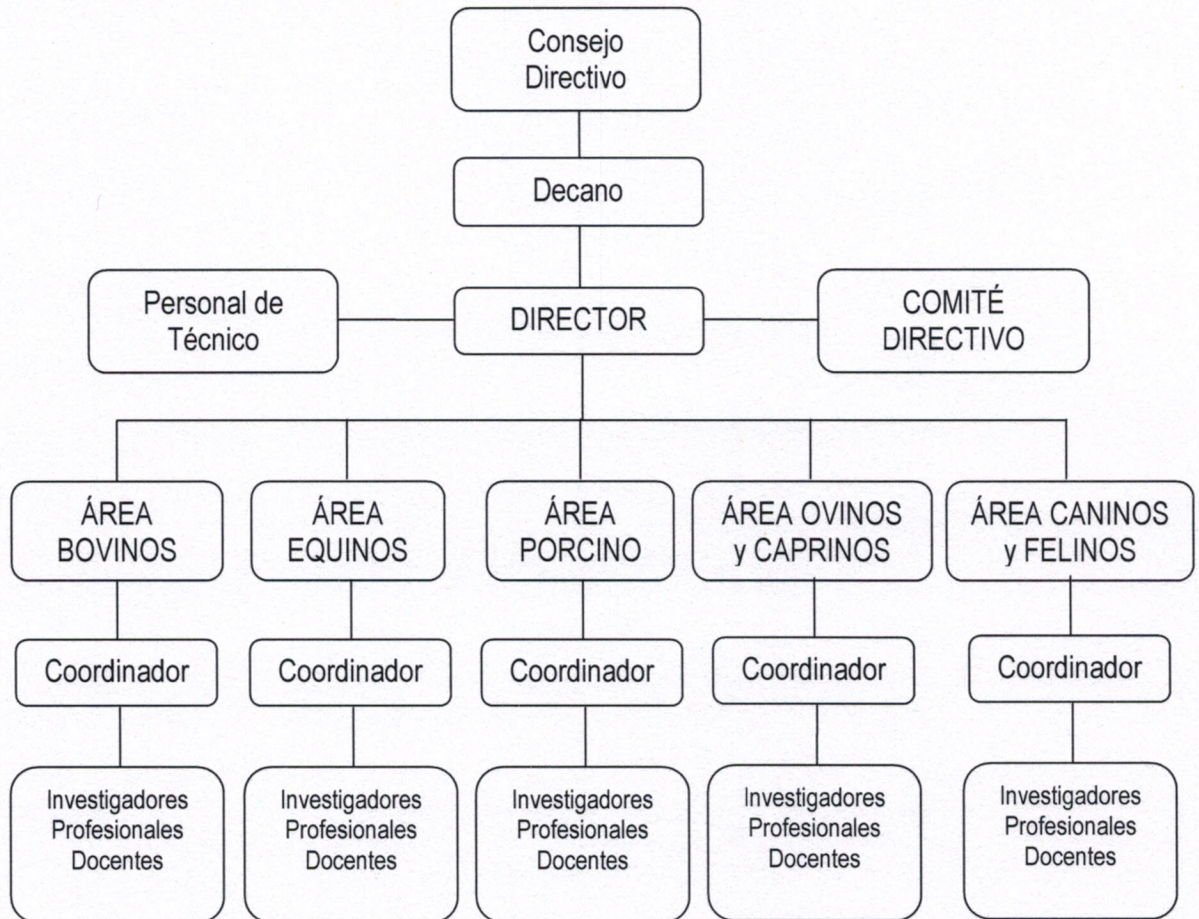 Consejo
Directivo
Decano
Personal de
Técnico
DIRECTOR
COMITÉ
DIRECTIVO
ÁREA
BOVINOS
ÁREA
EQUINOS
ÁREA
PORCINO
ÁREA OVINOS
y CAPRINOS
ÁREA CANINOS
y FELINOS
Coordinador
Coordinador
Coordinador
Coordinador
Coordinador
Investigadores
Profesionales
Docentes
Investigadores
Profesionales
Docentes
Investigadores
Profesionales
Docentes
Investigadores
Profesionales
Docentes
Investigadores
Profesionales
Docentes